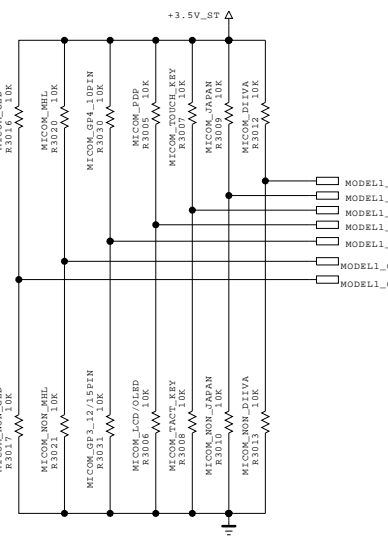 +3.5V_ST
R3016 10K
MICOM_MHL
R3020 10K
MICOM_GP4_10PIN
R3030 10K
MICOM_PDP
R3005 10K
MICOM_TOUCH_KEY
R3007 10K
MICOM_JAPAN
R3009 10K
MICOM_DIIVA
R3012 10K
MODEL1_
MODEL1_
MODEL1_
MODEL1_
MODEL1_
MODEL1_
MODEL1_
R3017 10K
MICOM_NON_MHL
R3021 10K
MICOM_GP3_12/15PIN
R3031 10K
MICOM_LCD/OLED
R3006 10K
MICOM_TACT_KEY
R3008 10K
MICOM_NON_JAPAN
R3010 10K
MICOM_NON_DIIVA
R3013 10K